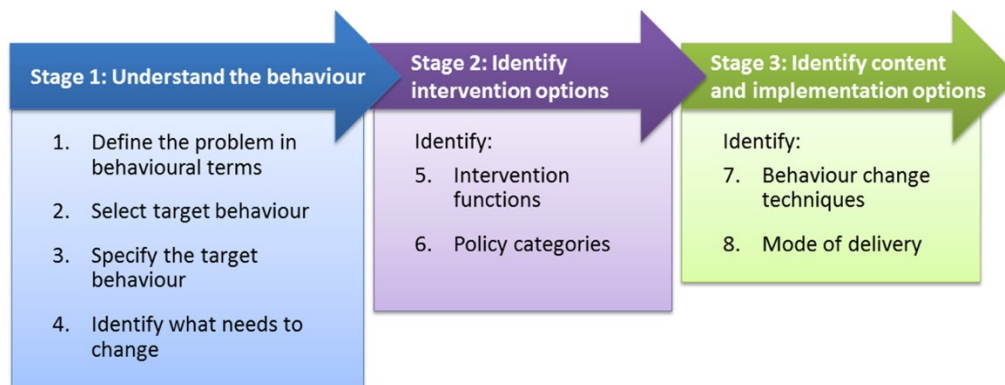 Stage 1: Understand the behaviour
1. Define the problem in
behavioural terms
2. Select target behaviour
3. Specify the target
behaviour
4. Identify what needs to
change
Stage 2: Identify
intervention options
Identify:
5. Intervention
functions
6. Policy categories
Stage 3: Identify content
and implementation options
Identify:
7. Behaviour change
techniques
8. Mode of delivery